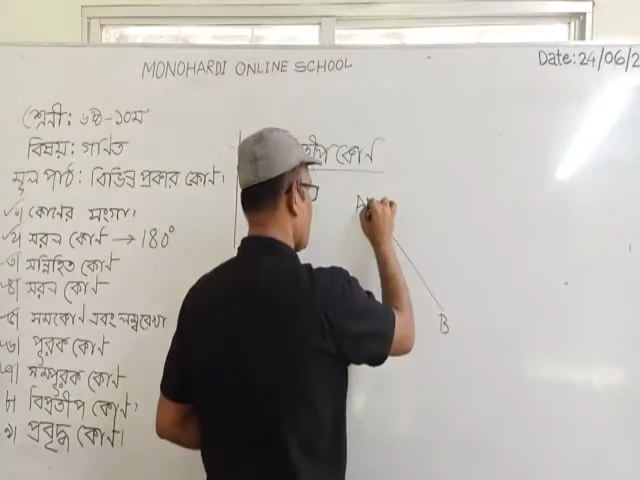 MONOHARDI ONLINE SCHOOL
Date: 24/06/2
শ্রেনী: ৬ষ্ঠ-১০ম
বিষয়: গণিত
মূল পাঠ: বিভিন্ন প্রকার কোণ।
১। কোণের সংগা।
২। সরল কোণ → 180°
৩। সন্নিহিত কোণ
৪। সরল কোণ
৫। সমকোণ এবং লম্বরেখা
৬। পূরক কোণ
৭। সম্পূরক কোণ
৮। বিপ্রতীপ কোণ।
৯। প্রবৃদ্ধ কোণ।
তীপ কোণ
A
B